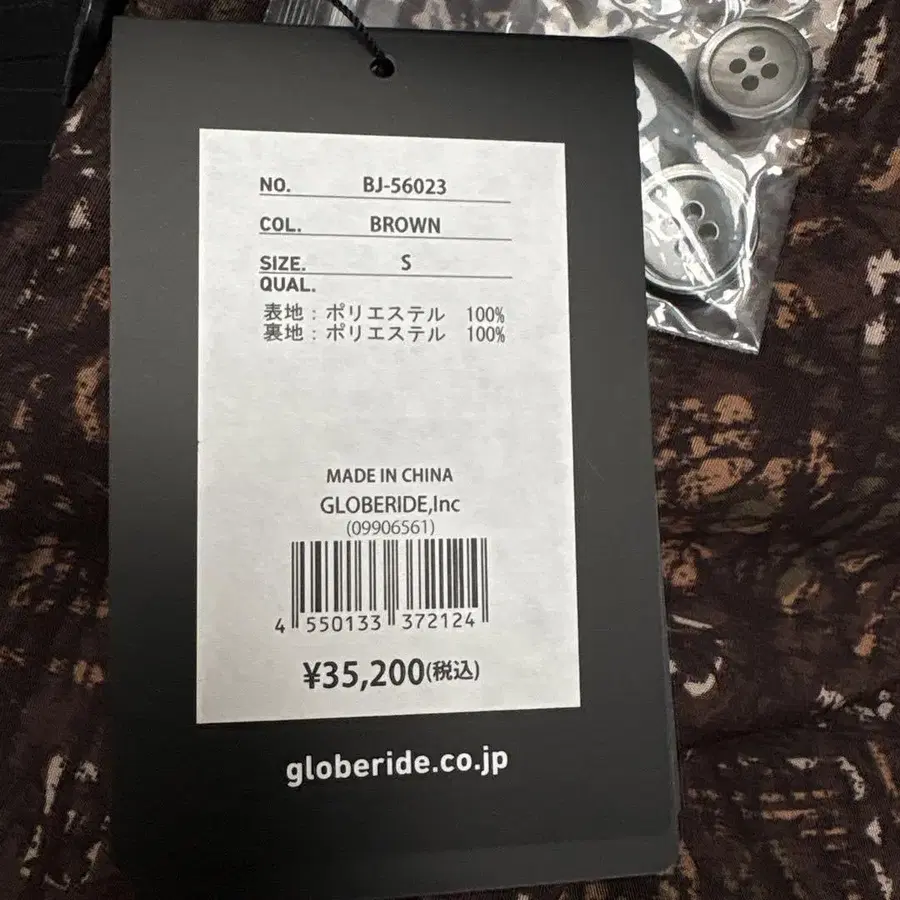 NO. BJ-56023
COL. BROWN
SIZE. S
QUAL.
表地：ポリエステル 100%
裏地：ポリエステル 100%
MADE IN CHINA
GLOBERIDE,Inc
(09906561)
4 550133 372124
¥35,200(税込)
globeride.co.jp